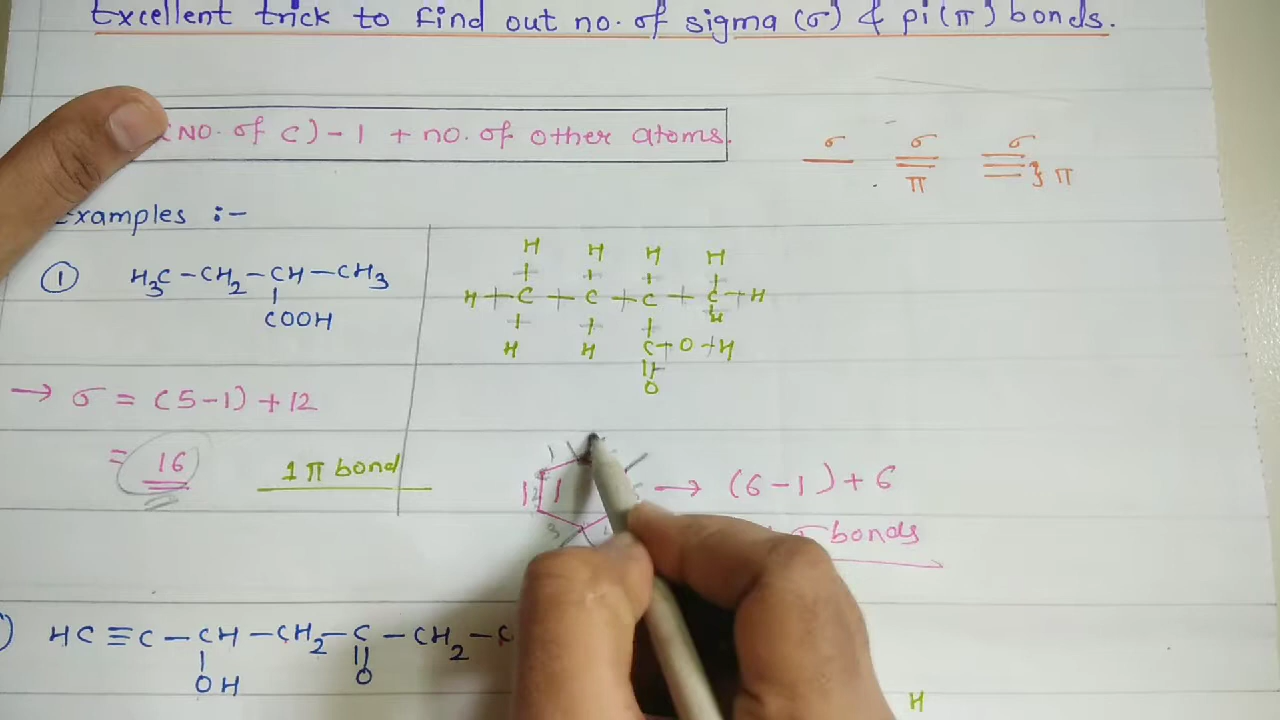 Excellent trick to find out no. of sigma (σ) & pi(π) bonds.
(NO. of C) - 1 + no. of other atoms.
σ σ σ
π } π
Examples :-
① H₃C - CH₂ - CH - CH₃
COOH
H H H H
H C C C C H
H H H
C O H
O
→ σ = (5-1) + 12
= 16
1 π bond
→ (6-1) + 6
σ bonds
HC ≡ C - CH - CH₂ - C - CH₂ - C
OH O
H